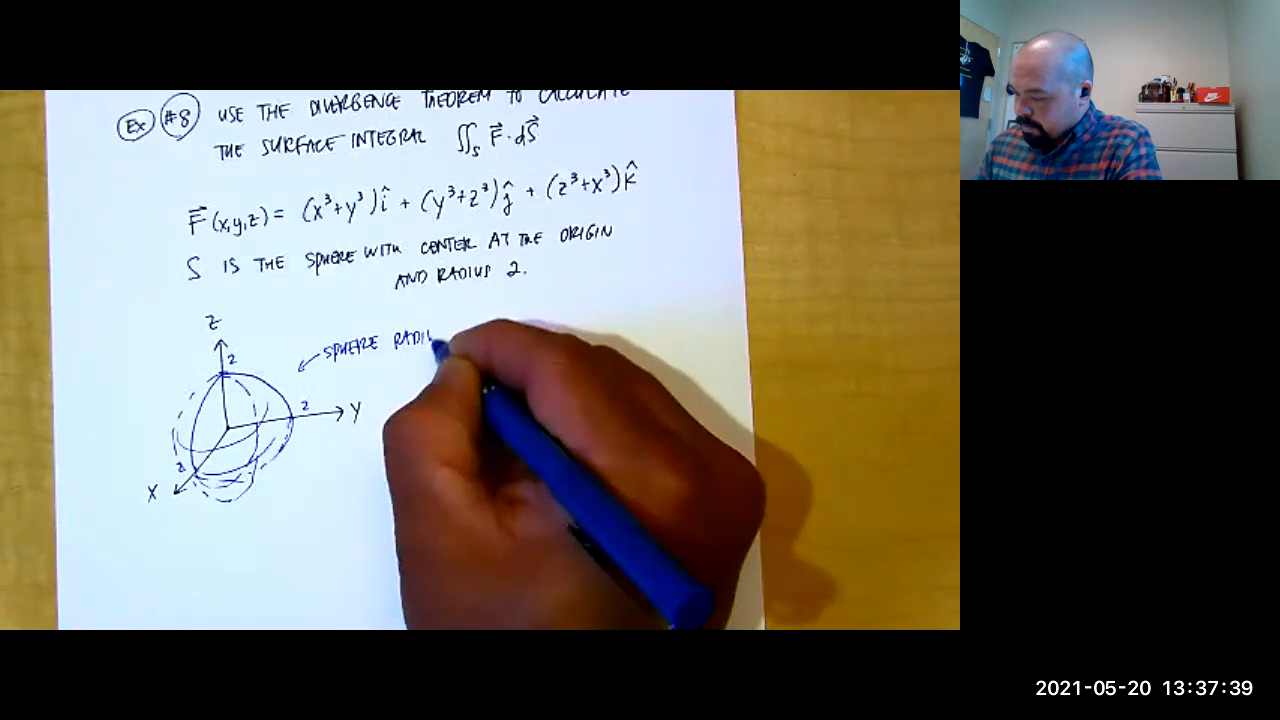 Ex #8 USE THE DIVERGENCE THEOREM TO CALCULATE
THE SURFACE INTEGRAL ∬_S F⃗ · dS⃗
F⃗(x,y,z) = (x³+y³)î + (y³+z³)ĵ + (z³+x³)k̂
S IS THE SPHERE WITH CENTER AT THE ORIGIN
AND RADIUS 2.
Z
2
SPHERE RADIU
2
Y
2
X
2021-05-20 13:37:39